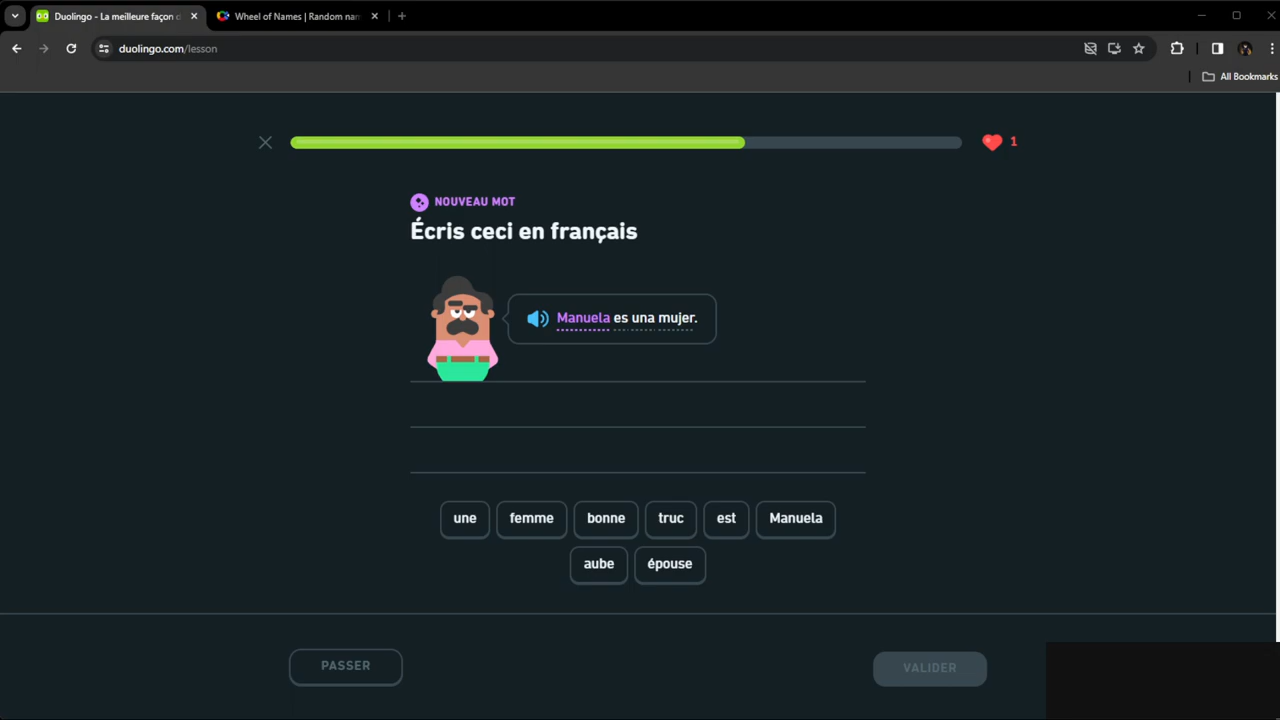 Duolingo - La meilleure façon d
Wheel of Names | Random nam
duolingo.com/lesson
All Bookmarks
1
NOUVEAU MOT
Écris ceci en français
Manuela es una mujer.
une femme bonne truc est Manuela
aube épouse
PASSER VALIDER